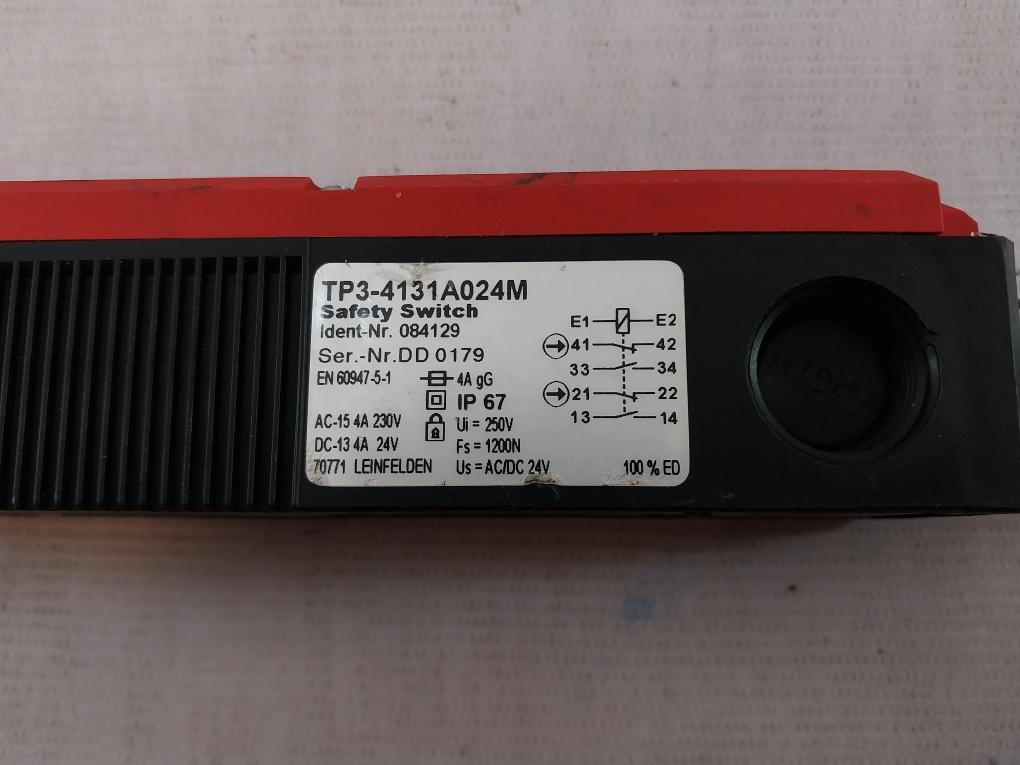 TP3-4131A024M
Safety Switch
Ident-Nr. 084129
Ser.-Nr.DD 0179
EN 60947-5-1 4A gG
IP 67
AC-15 4A 230V Ui = 250V
DC-13 4A 24V Fs = 1200N
70771 LEINFELDEN Us = AC/DC 24V 100 % ED
E1 E2
41 42
33 34
21 22
13 14